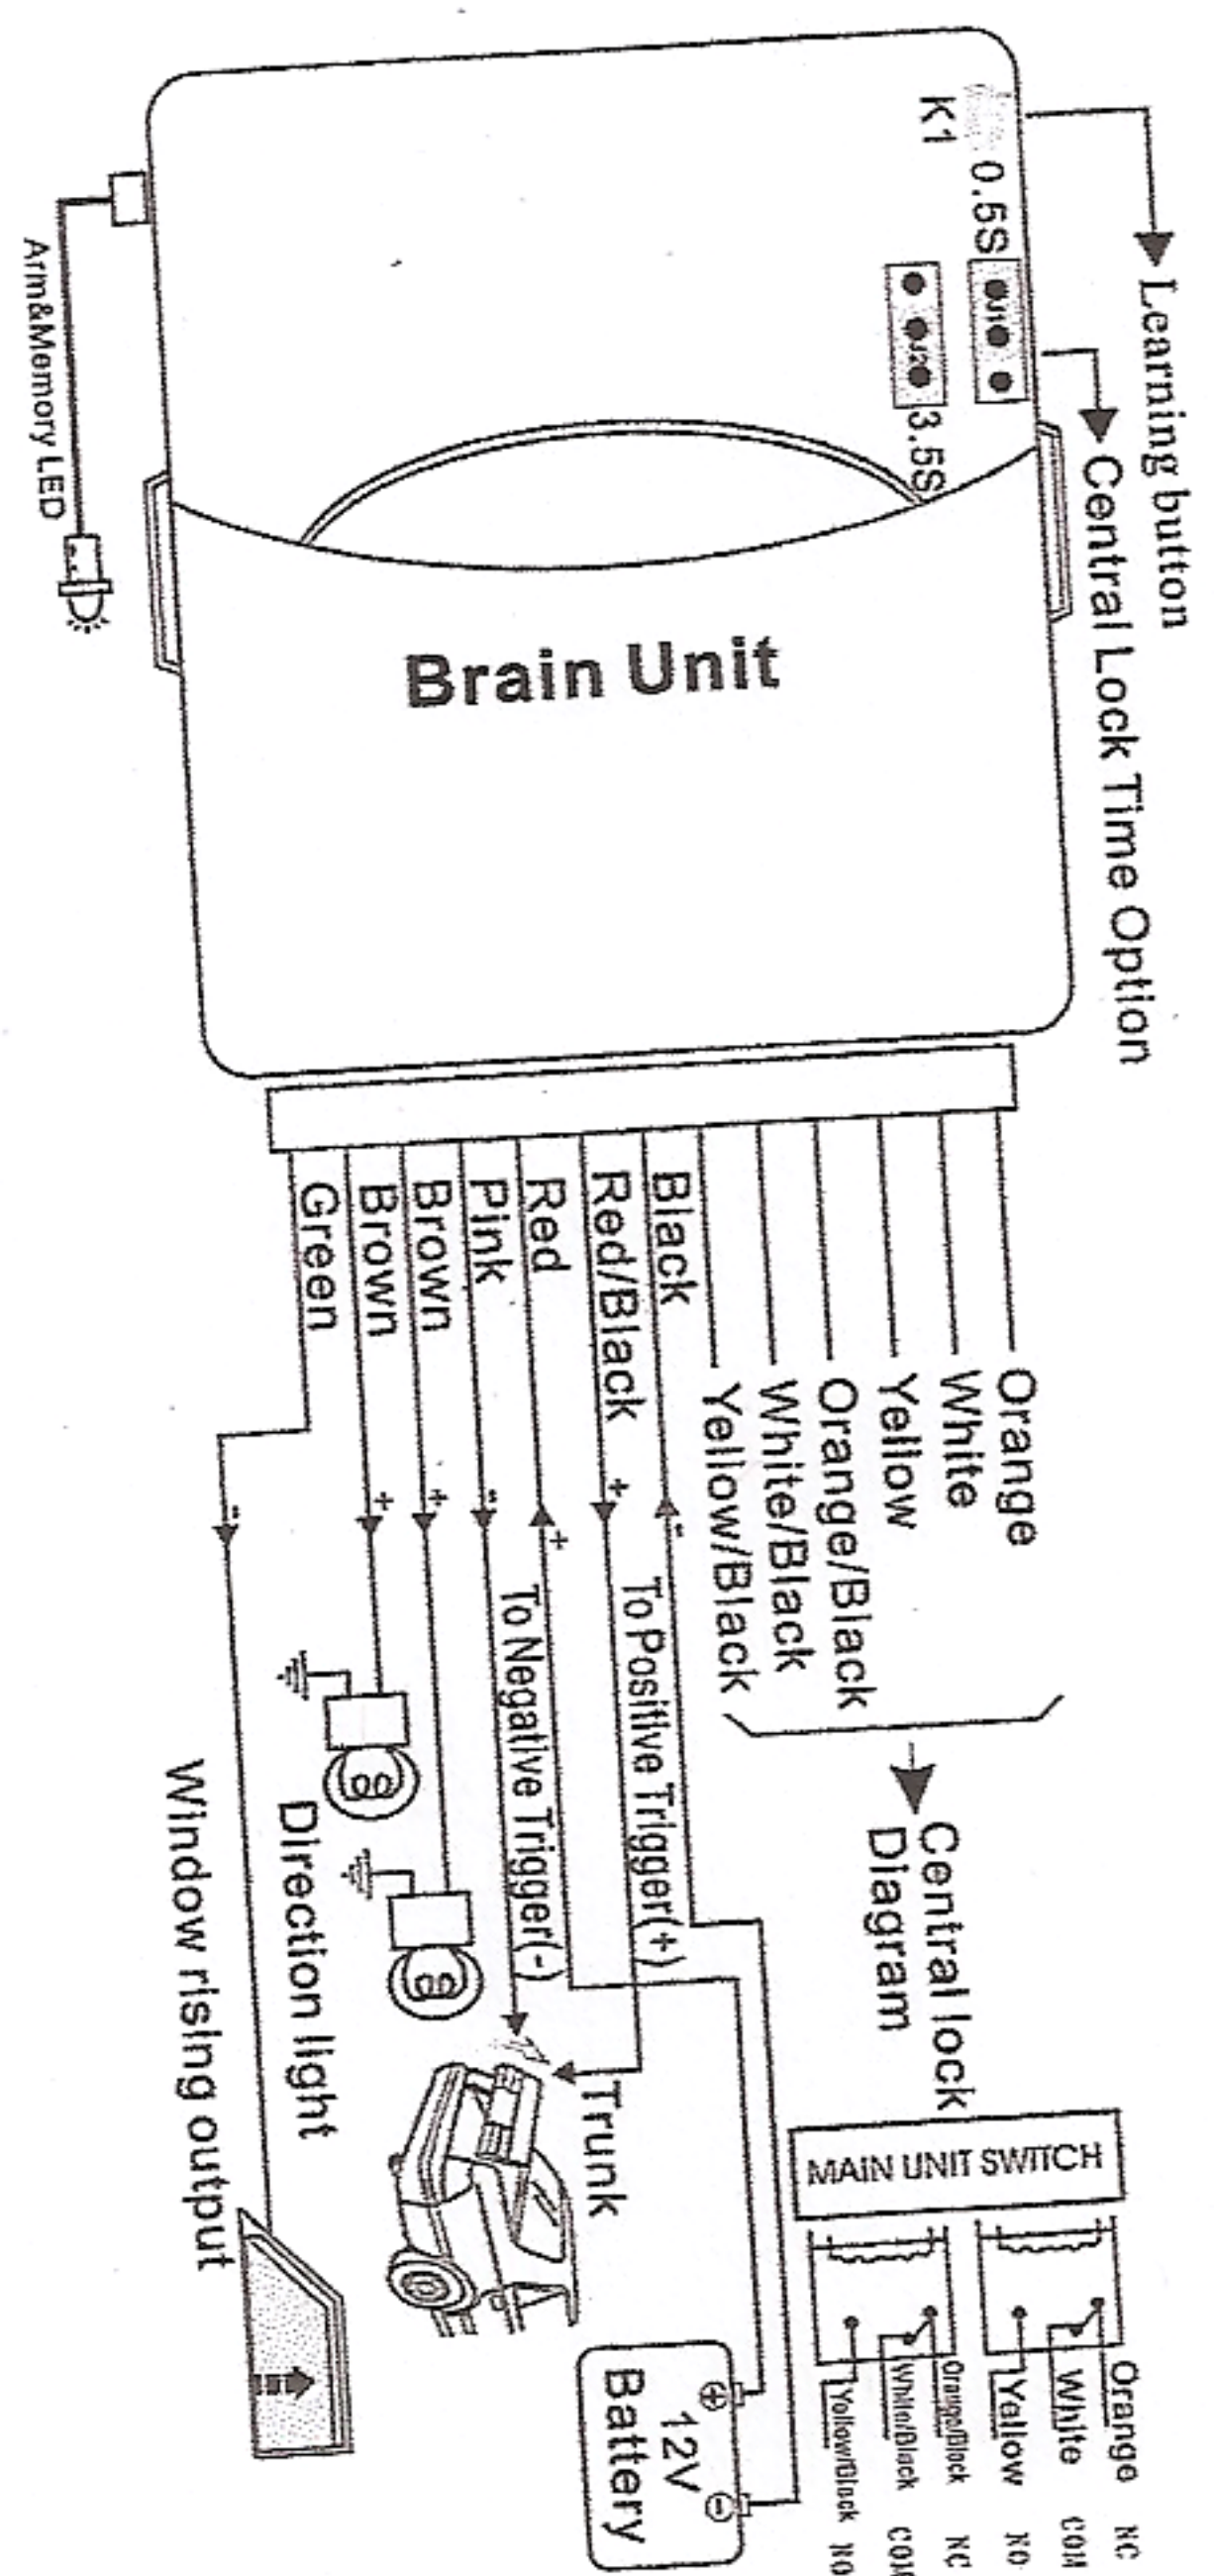 Learning button
Central Lock Time Option
0.5S
J1
K1
J2
3.5S
Brain Unit
Arm&Memory LED
Orange
White
Yellow
Orange/Black
White/Black
Yellow/Black
Central lock
Diagram
MAIN UNIT SWITCH
Orange NC
White COM
Yellow NO
Orange/Black NC
White/Black COM
Yellow/Black NO
Black -
Red/Black + To Positive Trigger(+)
Red +
Pink - To Negative Trigger(-)
Brown +
Brown +
Green -
Trunk
12V
Battery
+
-
Direction light
Window rising output